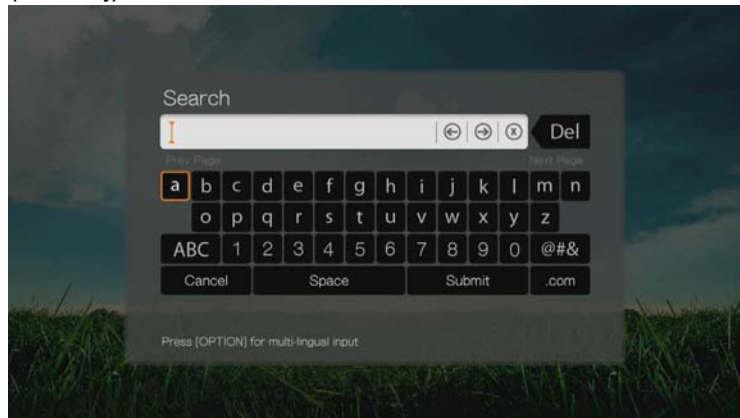 Search
Del
Prev Page Next Page
a b c d e f g h i j k l m n
o p q r s t u v w x y z
ABC 1 2 3 4 5 6 7 8 9 0 @#&
Cancel Space Submit .com
Press [OPTION] for multi-lingual input